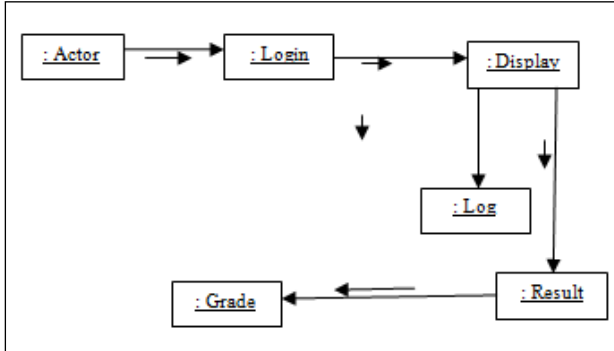 : Actor
: Login
: Display
: Log
: Result
: Grade